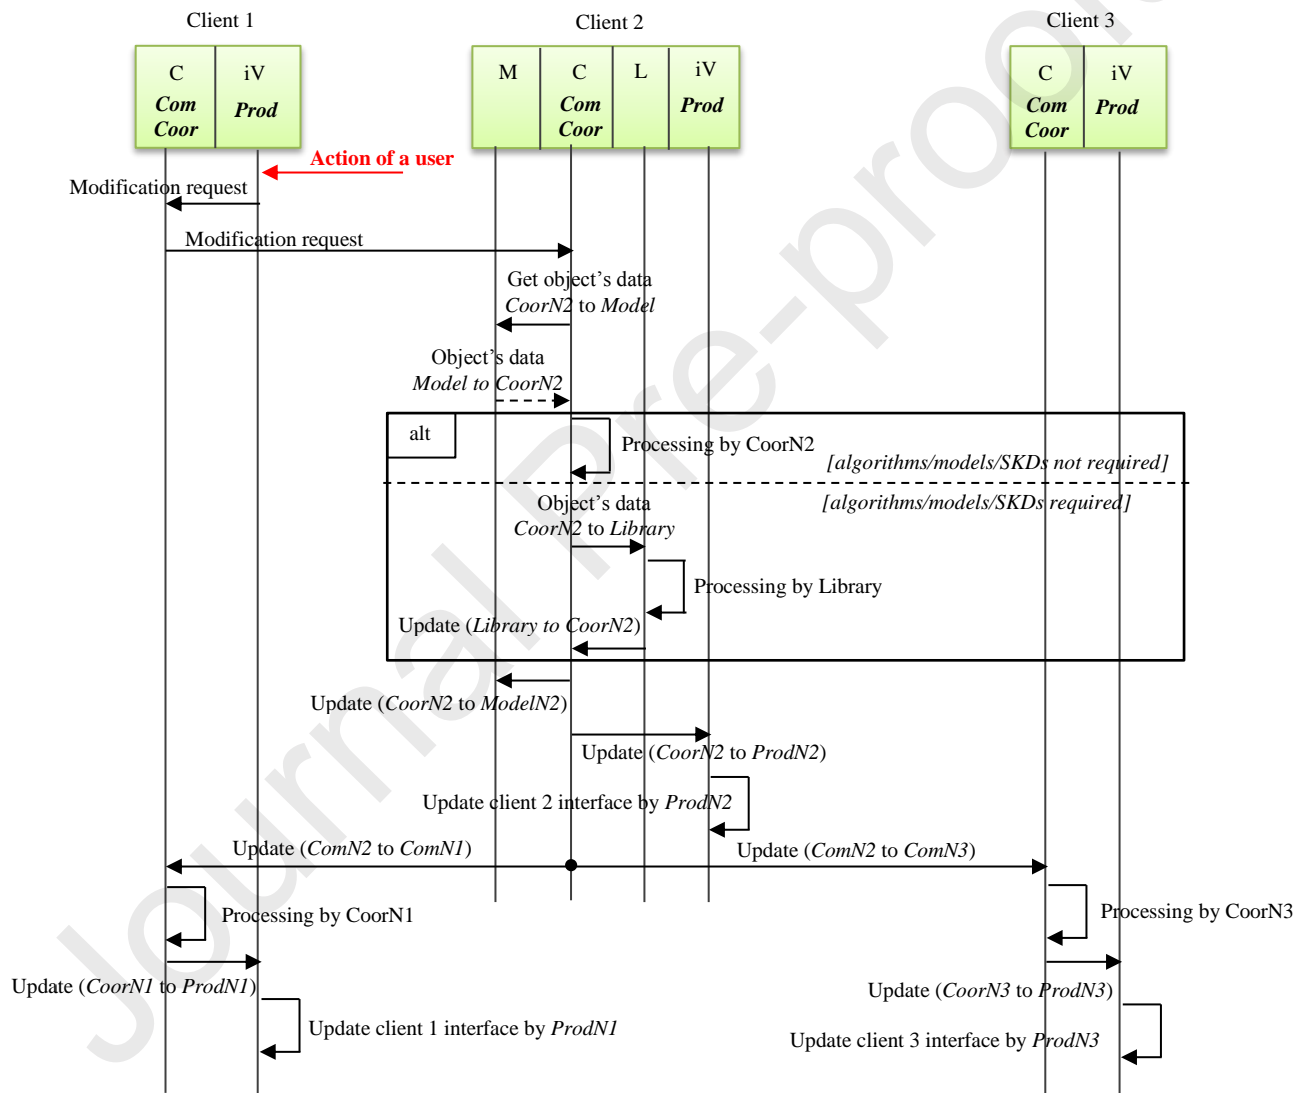 Client 1
Client 2
Client 3
C
iV
Com
Coor
Prod
M
C
L
iV
Com
Coor
Prod
C
iV
Com
Coor
Prod
Action of a user
Modification request
Modification request
Get object's data
CoorN2 to Model
Object's data
Model to CoorN2
alt
Processing by CoorN2
[algorithms/models/SKDs not required]
[algorithms/models/SKDs required]
Object's data
CoorN2 to Library
Processing by Library
Update (Library to CoorN2)
Update (CoorN2 to ModelN2)
Update (CoorN2 to ProdN2)
Update client 2 interface by ProdN2
Update (ComN2 to ComN1)
Update (ComN2 to ComN3)
Processing by CoorN1
Processing by CoorN3
Update (CoorN1 to ProdN1)
Update (CoorN3 to ProdN3)
Update client 1 interface by ProdN1
Update client 3 interface by ProdN3
Journal Pre-proo